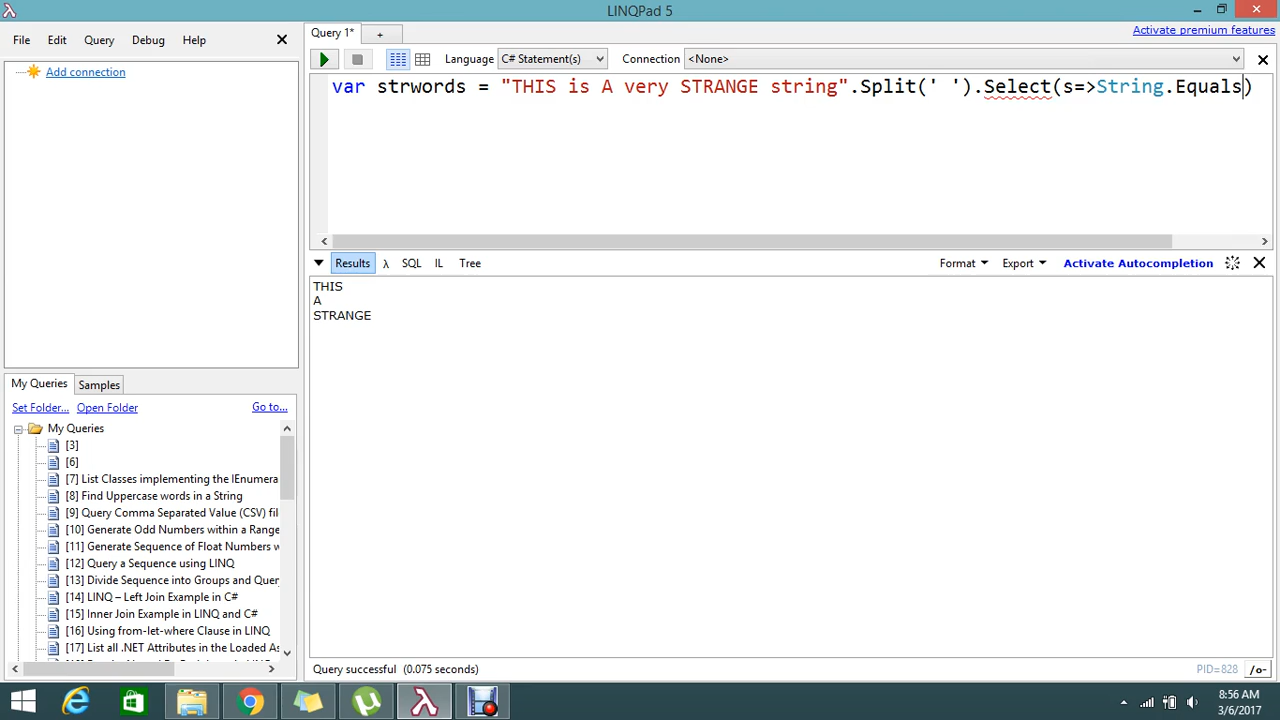 LINQPad 5
File Edit Query Debug Help
Add connection
My Queries Samples
Set Folder... Open Folder Go to...
My Queries
[3]
[6]
[7] List Classes implementing the IEnumera
[8] Find Uppercase words in a String
[9] Query Comma Separated Value (CSV) fil
[10] Generate Odd Numbers within a Range
[11] Generate Sequence of Float Numbers w
[12] Query a Sequence using LINQ
[13] Divide Sequence into Groups and Query
[14] LINQ – Left Join Example in C#
[15] Inner Join Example in LINQ and C#
[16] Using from-let-where Clause in LINQ
[17] List all .NET Attributes in the Loaded As
Query 1* +
Activate premium features
Language C# Statement(s) Connection <None>
var strwords = "THIS is A very STRANGE string".Split(' ').Select(s=>String.Equals)
Results λ SQL IL Tree Format Export Activate Autocompletion
THIS
A
STRANGE
Query successful (0.075 seconds) PID=828 /o-
8:56 AM
3/6/2017